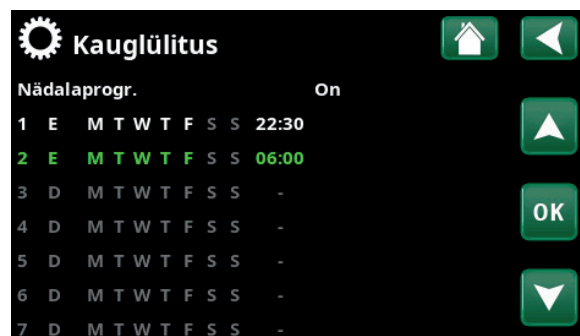 Kauglülitus
Nädalaprogr. On
1 E M T W T F S S 22:30
2 E M T W T F S S 06:00
3 D M T W T F S S -
4 D M T W T F S S -
OK
5 D M T W T F S S -
6 D M T W T F S S -
7 D M T W T F S S -